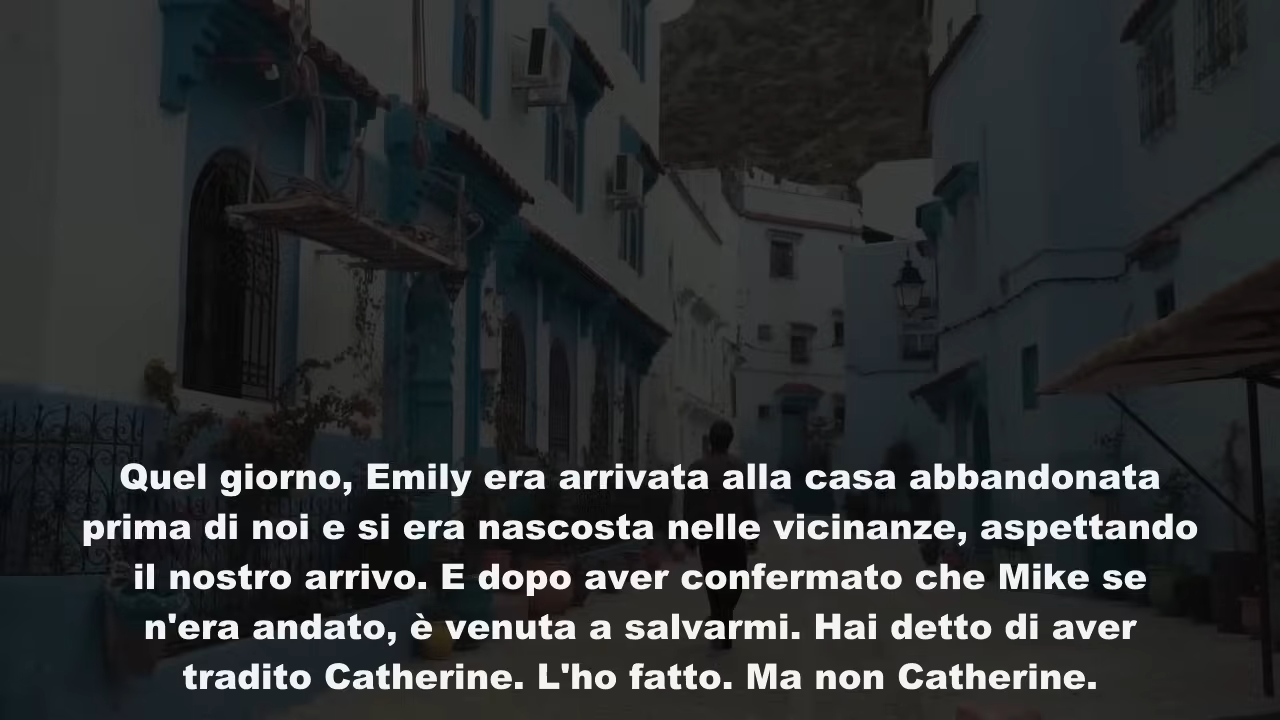 Quel giorno, Emily era arrivata alla casa abbandonata
prima di noi e si era nascosta nelle vicinanze, aspettando
il nostro arrivo. E dopo aver confermato che Mike se
n'era andato, è venuta a salvarmi. Hai detto di aver
tradito Catherine. L'ho fatto. Ma non Catherine.